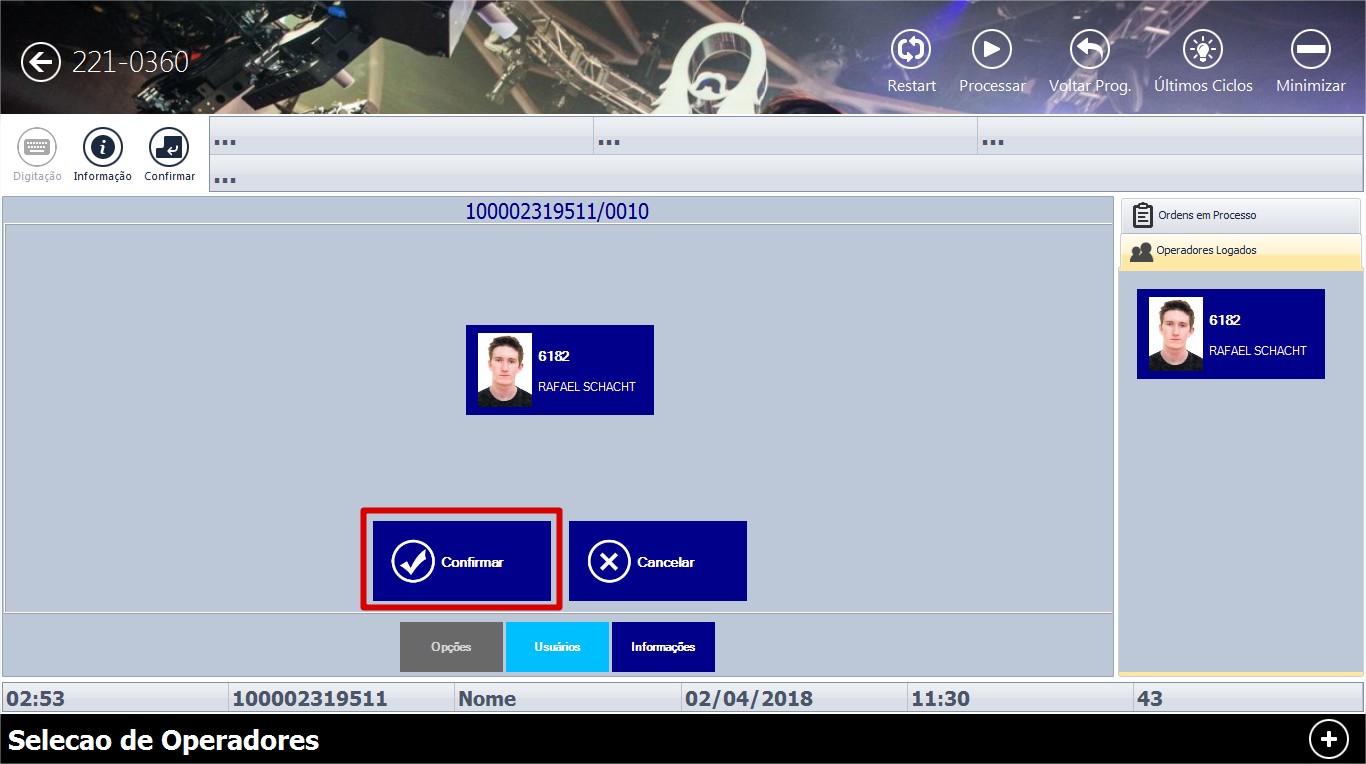 221-0360
Restart
Processar
Voltar Prog.
Últimos Ciclos
Minimizar
Digitação
Informação
Confirmar
...
...
...
...
100002319511/0010
Ordens em Processo
Operadores Logados
6182
RAFAEL SCHACHT
6182
RAFAEL SCHACHT
Confirmar
Cancelar
Opções
Usuários
Informações
02:53
100002319511
Nome
02/04/2018
11:30
43
Selecao de Operadores